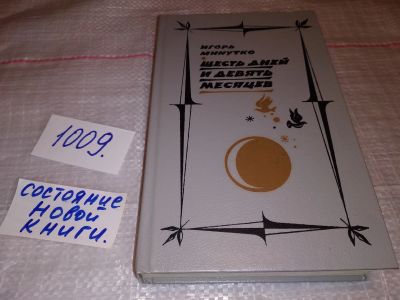 ИГОРЬ
МИНУТКО
ШЕСТЬ ДНЕЙ
И ДЕВЯТЬ
МЕСЯЦЕВ
1009.
СОСТОЯНИЕ
НОВОЙ
КНИГИ.